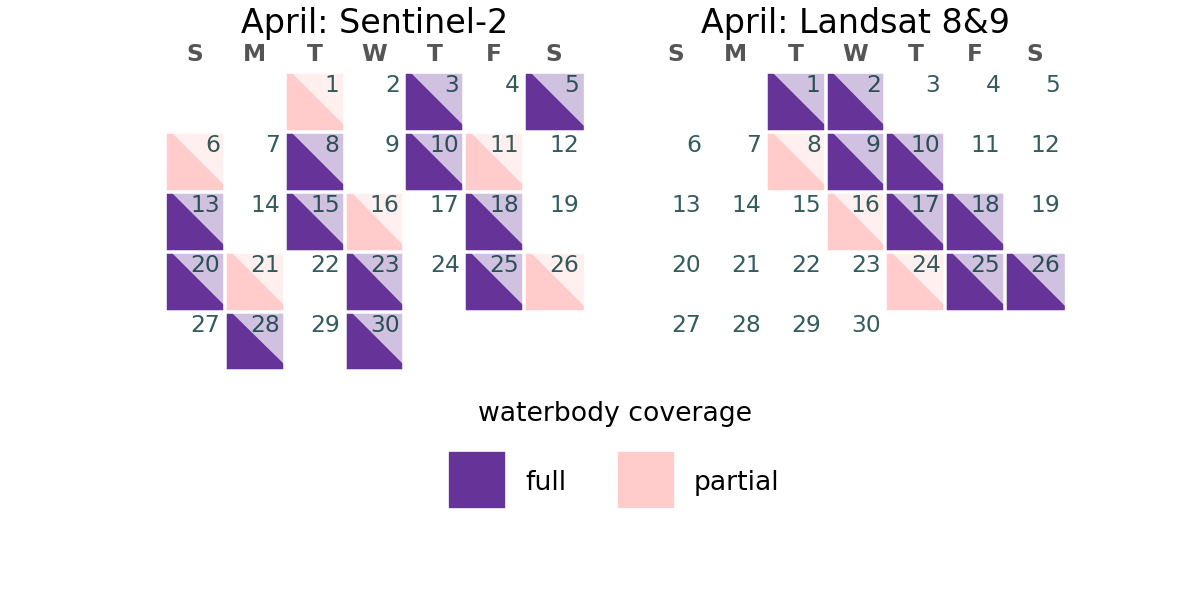 April: Sentinel-2
S M T W T F S
1 2 3 4 5
6 7 8 9 10 11 12
13 14 15 16 17 18 19
20 21 22 23 24 25 26
27 28 29 30
April: Landsat 8&9
S M T W T F S
1 2 3 4 5
6 7 8 9 10 11 12
13 14 15 16 17 18 19
20 21 22 23 24 25 26
27 28 29 30
waterbody coverage
full
partial